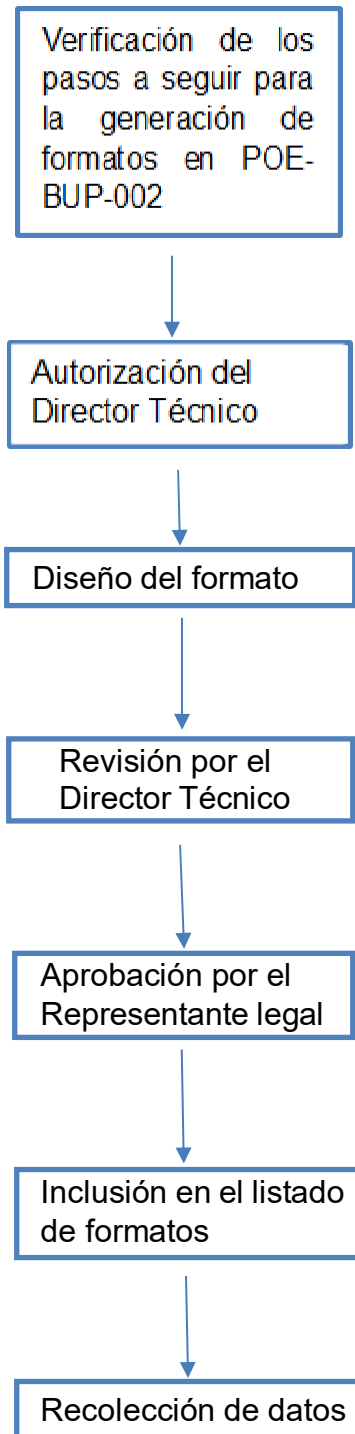 Verificación de los
pasos a seguir para
la generación de
formatos en POE-
BUP-002
Autorización del
Director Técnico
Diseño del formato
Revisión por el
Director Técnico
Aprobación por el
Representante legal
Inclusión en el listado
de formatos
Recolección de datos